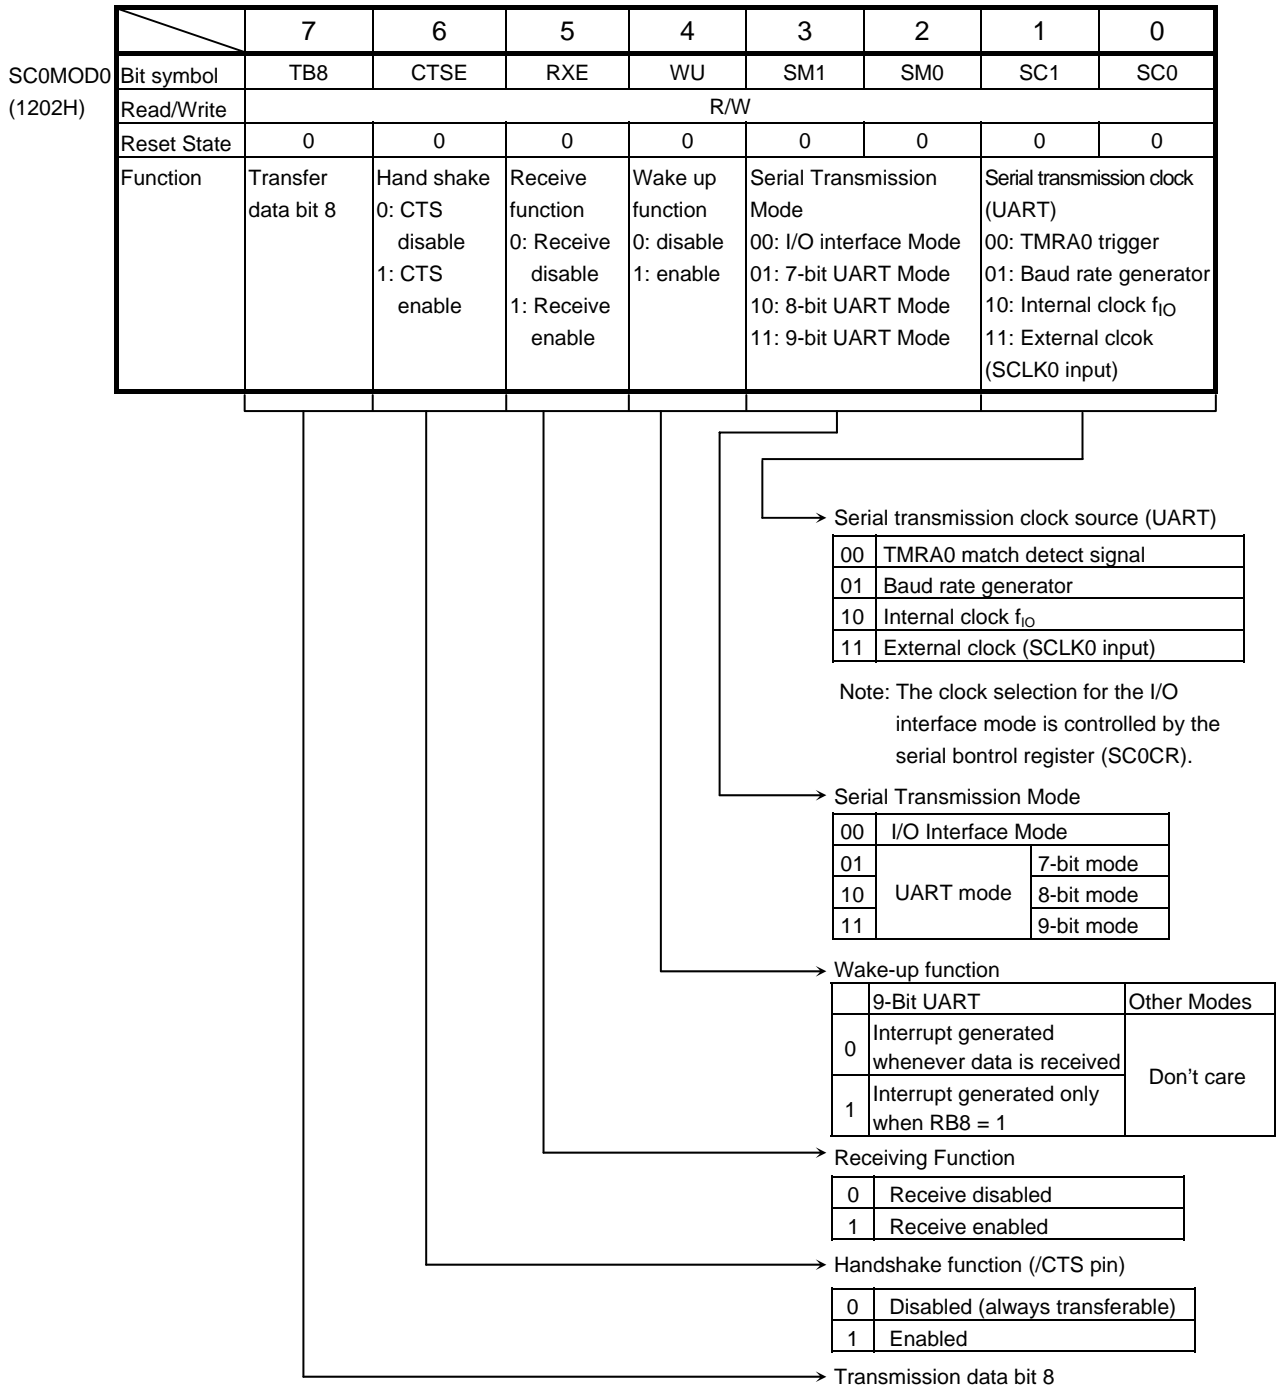 7 6 5 4 3 2 1 0
SC0MOD0 Bit symbol TB8 CTSE RXE WU SM1 SM0 SC1 SC0
(1202H) Read/Write R/W
Reset State 0 0 0 0 0 0 0 0
Function Transfer Hand shake Receive Wake up Serial Transmission Serial transmission clock
data bit 8 0: CTS function function Mode (UART)
disable 0: Receive 0: disable 00: I/O interface Mode 00: TMRA0 trigger
1: CTS disable 1: enable 01: 7-bit UART Mode 01: Baud rate generator
enable 1: Receive 10: 8-bit UART Mode 10: Internal clock fIO
enable 11: 9-bit UART Mode 11: External clcok
(SCLK0 input)
Serial transmission clock source (UART)
00 TMRA0 match detect signal
01 Baud rate generator
10 Internal clock fIO
11 External clock (SCLK0 input)
Note: The clock selection for the I/O
interface mode is controlled by the
serial bontrol register (SC0CR).
Serial Transmission Mode
00 I/O Interface Mode
01 7-bit mode
10 UART mode 8-bit mode
11 9-bit mode
Wake-up function
9-Bit UART Other Modes
0 Interrupt generated
whenever data is received
Don't care
1 Interrupt generated only
when RB8 = 1
Receiving Function
0 Receive disabled
1 Receive enabled
Handshake function (/CTS pin)
0 Disabled (always transferable)
1 Enabled
Transmission data bit 8